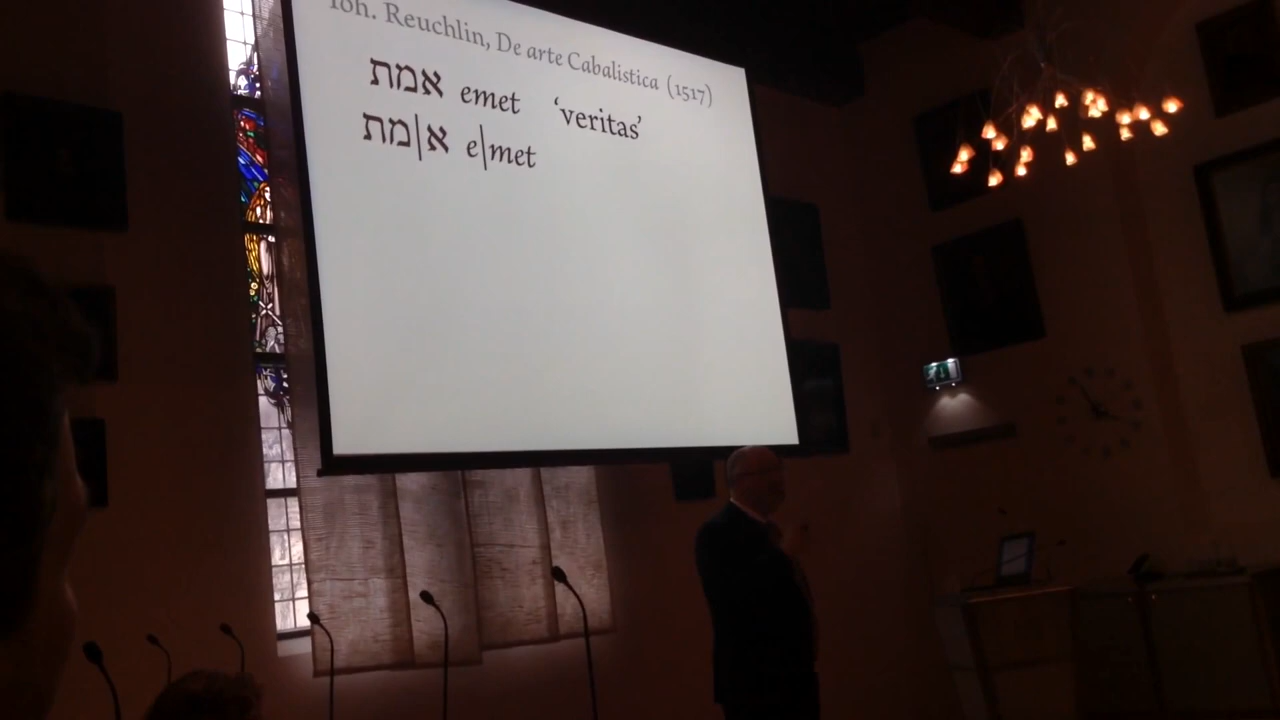 Ioh. Reuchlin, De arte Cabalistica (1517)
אמת emet ‘veritas’
א|מת e|met